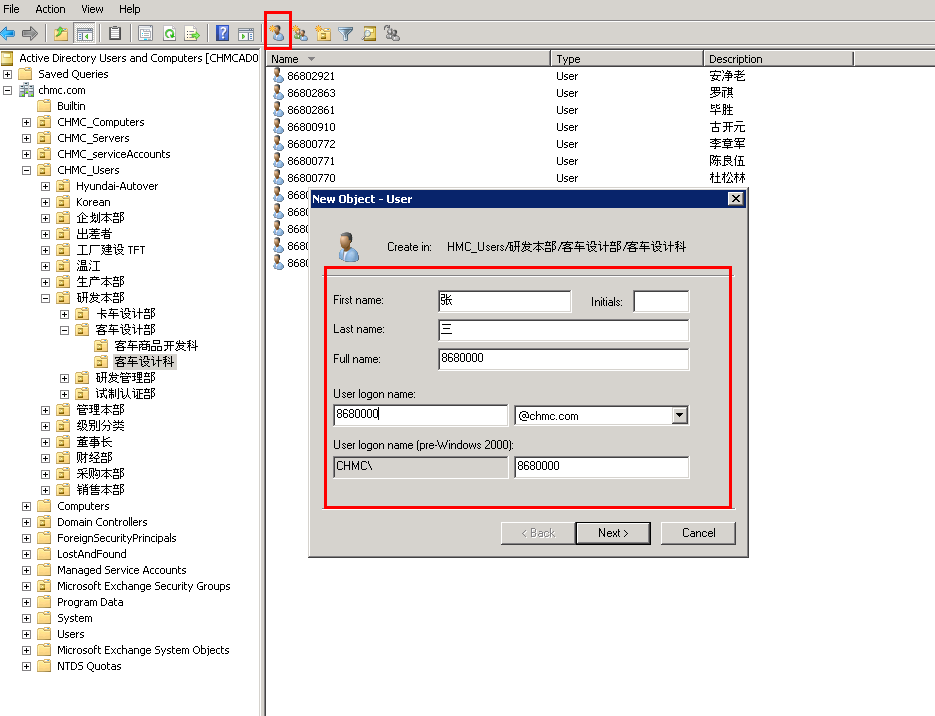 File Action View Help
Active Directory Users and Computers [CHMCAD0
Saved Queries
chmc.com
Builtin
CHMC_Computers
CHMC_Servers
CHMC_serviceAccounts
CHMC_Users
Hyundai-Autover
Korean
企划本部
出差者
工厂建设 TFT
温江
生产本部
研发本部
卡车设计部
客车设计部
客车商品开发科
客车设计科
研发管理部
试制认证部
管理本部
级别分类
董事长
财经部
采购本部
销售本部
Computers
Domain Controllers
ForeignSecurityPrincipals
LostAndFound
Managed Service Accounts
Microsoft Exchange Security Groups
Program Data
System
Users
Microsoft Exchange System Objects
NTDS Quotas
Name Type Description
86802921 User 安净老
86802863 User 罗祺
86802861 User 毕胜
86800910 User 古开元
86800772 User 李章军
86800771 User 陈良伍
86800770 User 杜松林
8680
8680
8680
8680
8680
New Object - User
Create in: HMC_Users/研发本部/客车设计部/客车设计科
First name: 张 Initials:
Last name: 三
Full name: 8680000
User logon name:
8680000 @chmc.com
User logon name (pre-Windows 2000):
CHMC\ 8680000
< Back Next > Cancel